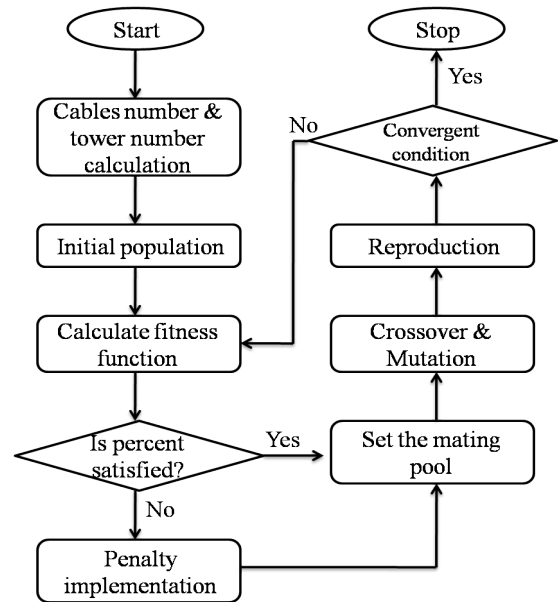 Start
Cables number &
tower number
calculation
Initial population
Calculate fitness
function
Is percent
satisfied?
Yes
No
Penalty
implementation
Set the mating
pool
Crossover &
Mutation
Reproduction
Convergent
condition
No
Yes
Stop